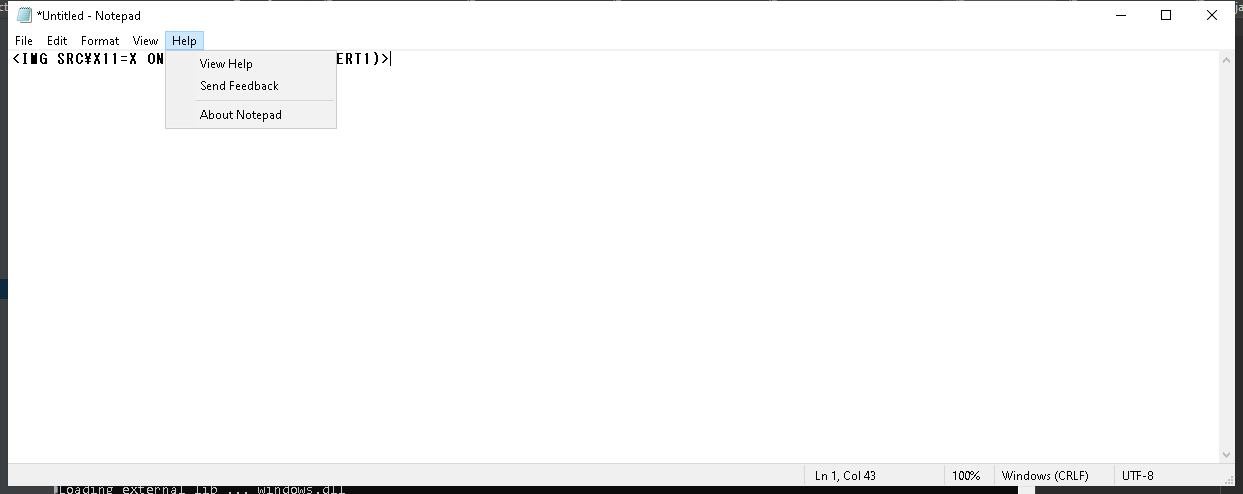 *Untitled - Notepad
File Edit Format View Help
<IMG SRC¥X11=X ON ERT1)>
View Help
Send Feedback
About Notepad
Ln 1, Col 43 100% Windows (CRLF) UTF-8
Loading external lib ... windows.dll